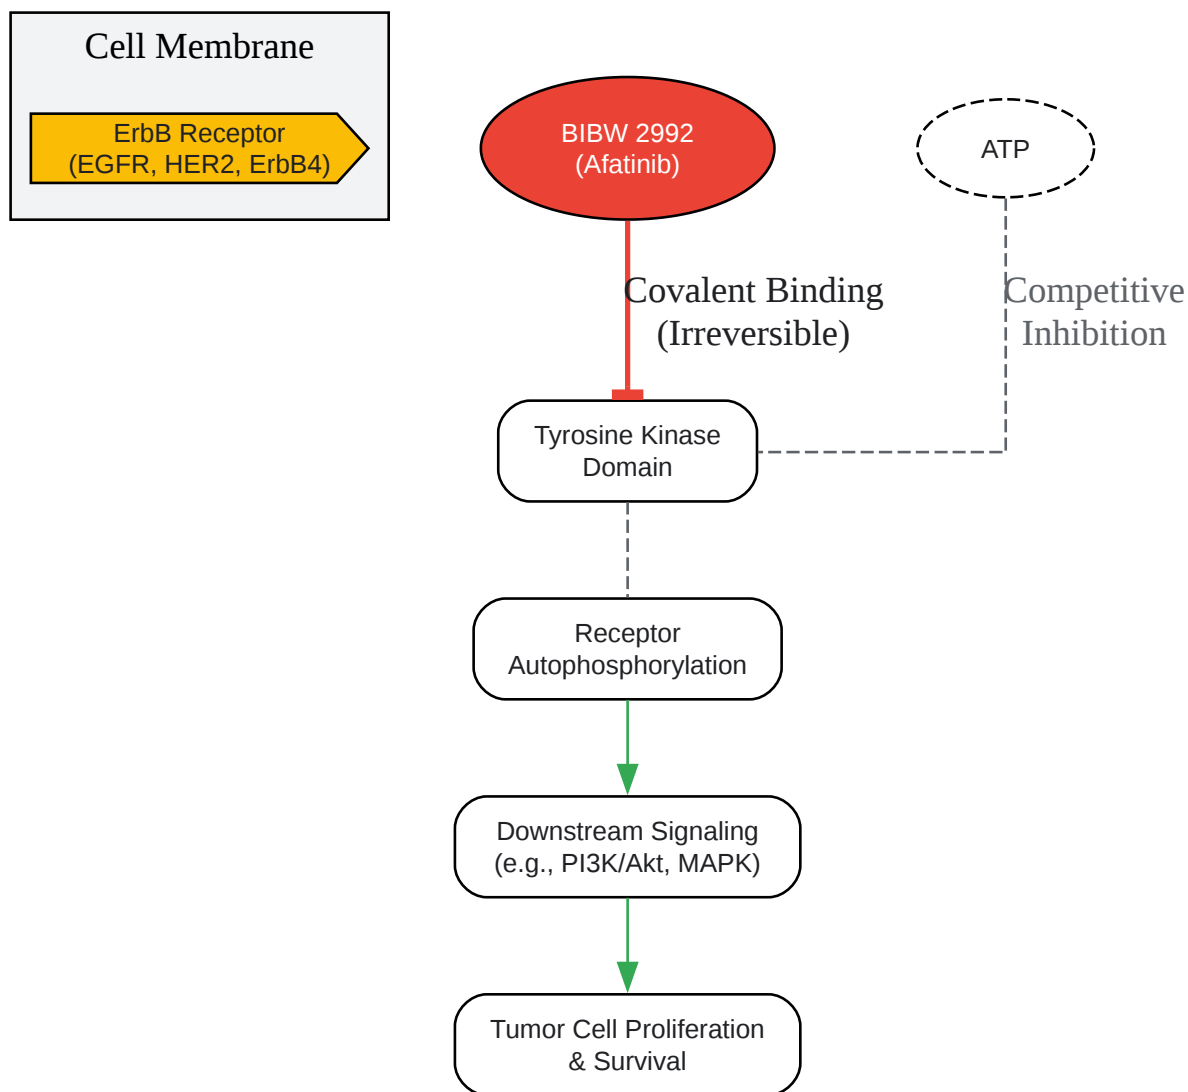 Cell Membrane
ErbB Receptor
(EGFR, HER2, ErbB4)
BIBW 2992
(Afatinib)
ATP
Covalent Binding
(Irreversible)
Competitive
Inhibition
Tyrosine Kinase
Domain
Receptor
Autophosphorylation
Downstream Signaling
(e.g., PI3K/Akt, MAPK)
Tumor Cell Proliferation
& Survival